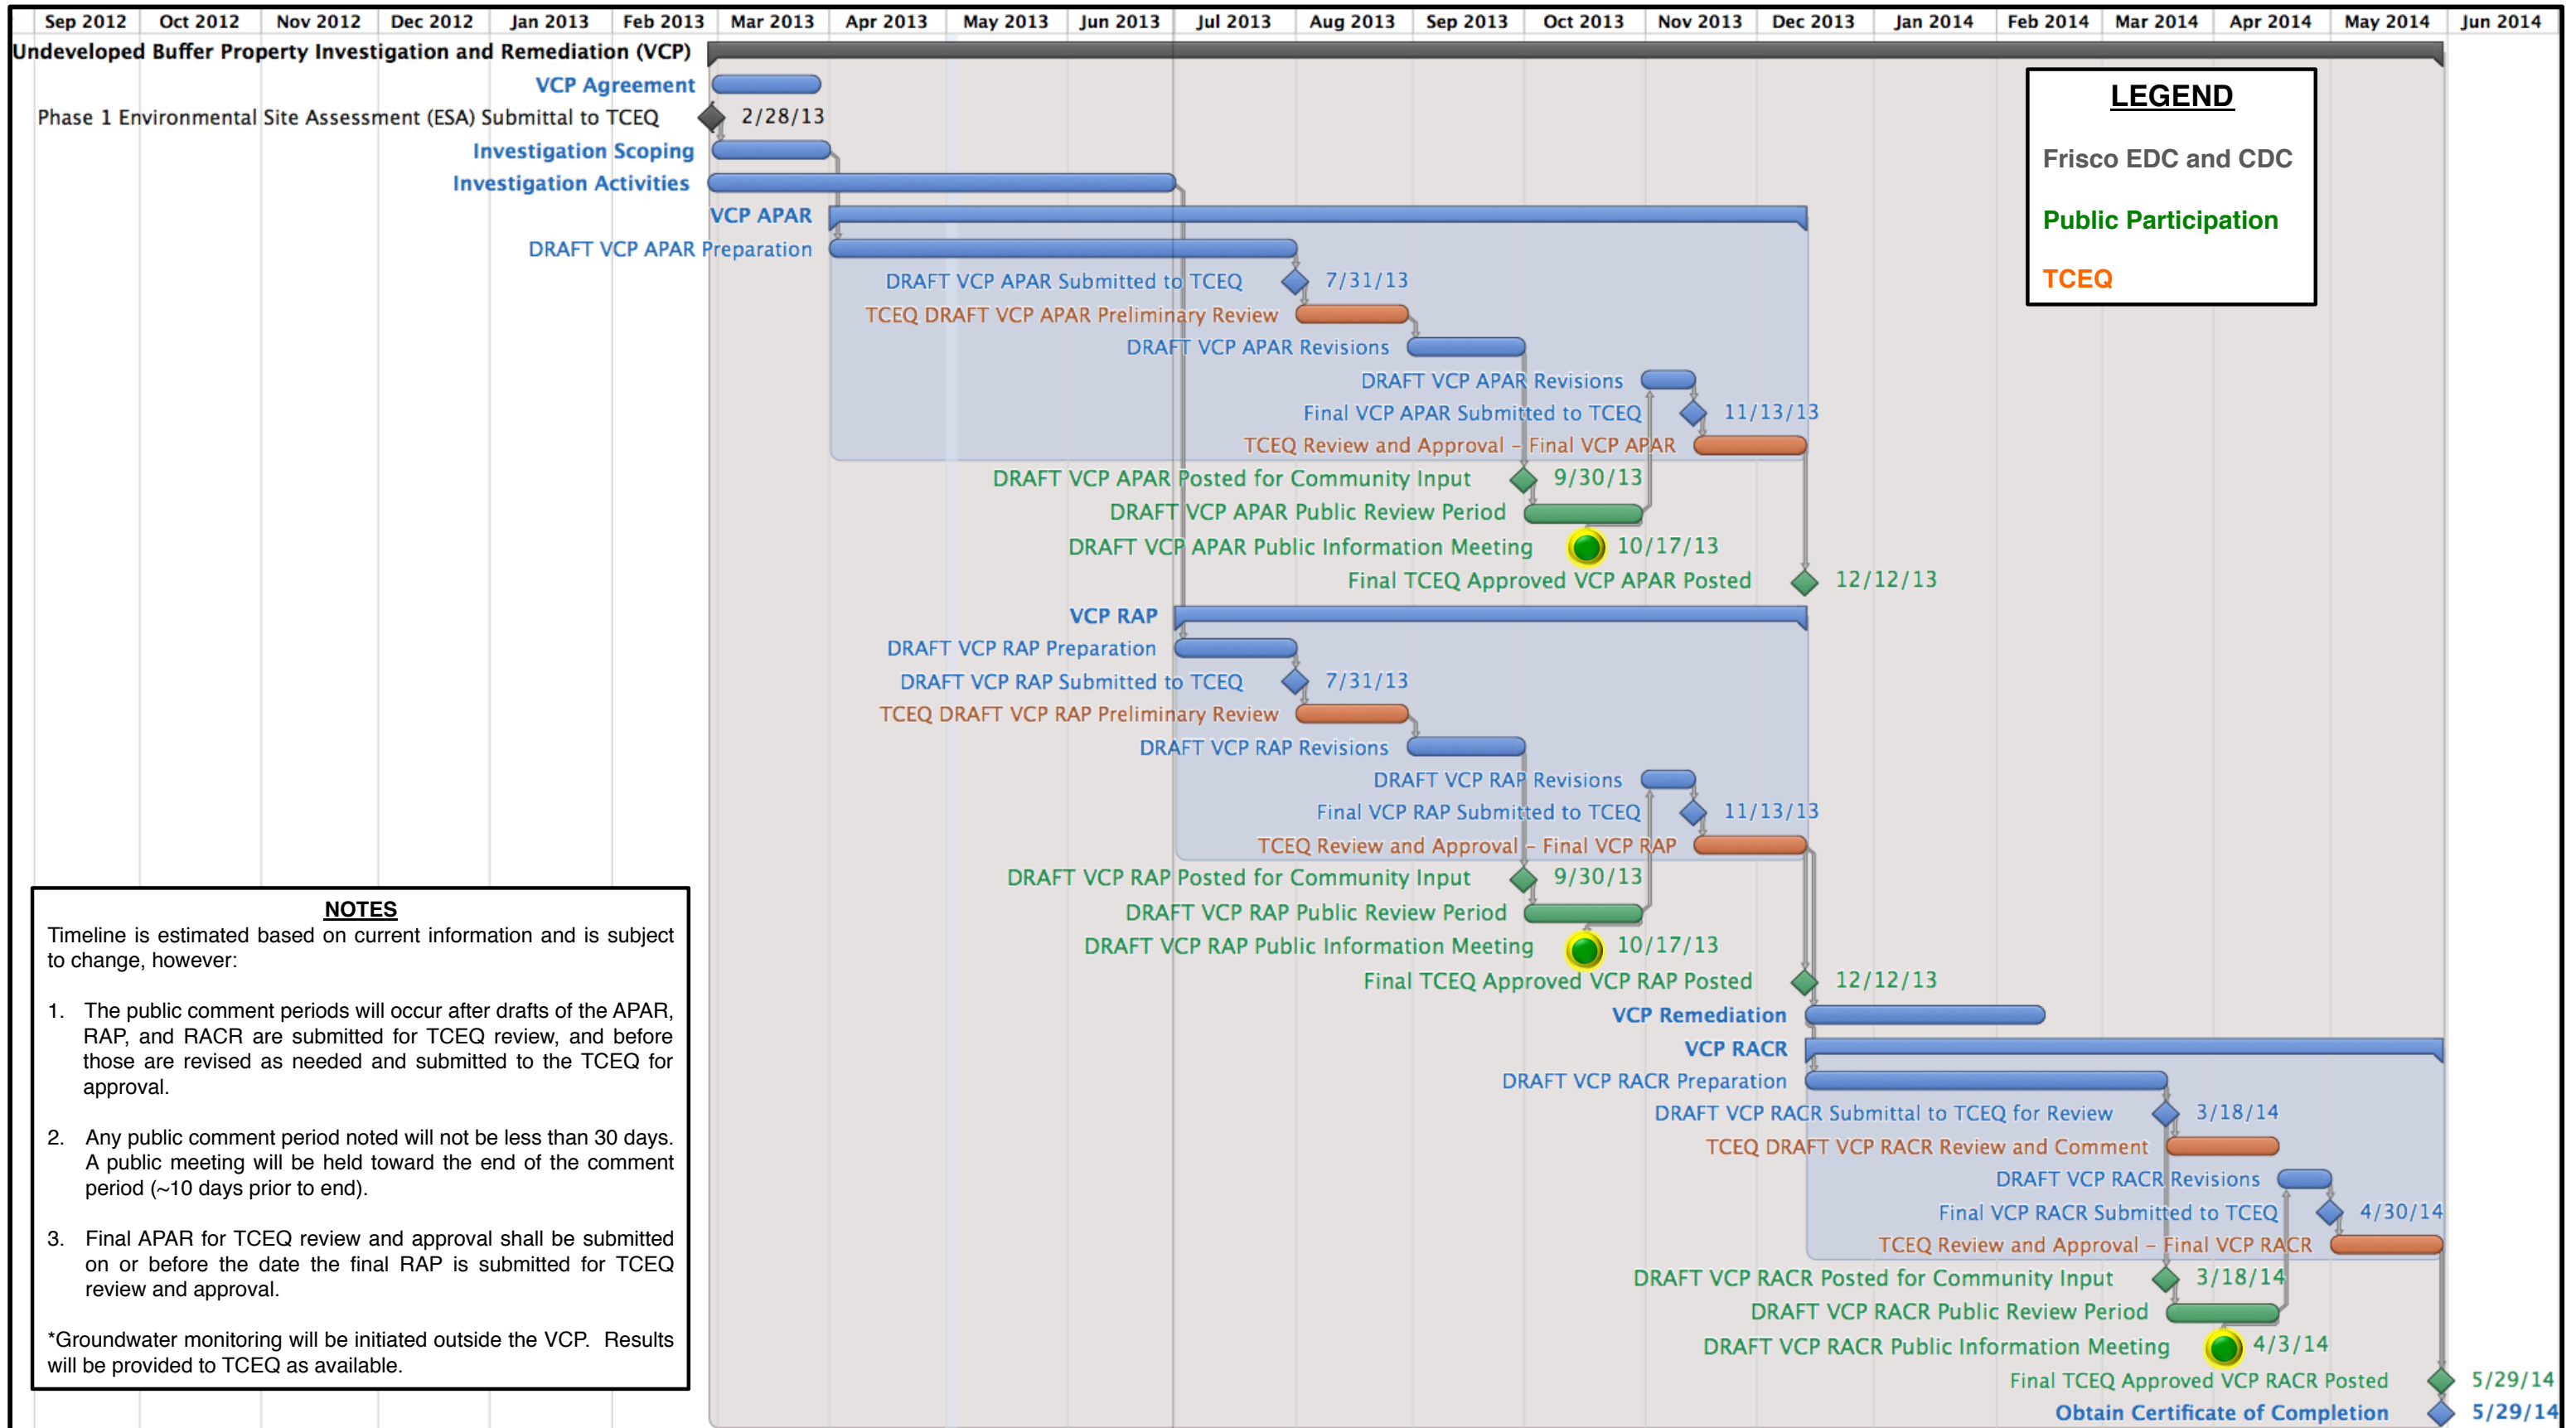 Sep 2012 Oct 2012 Nov 2012 Dec 2012 Jan 2013 Feb 2013 Mar 2013 Apr 2013 May 2013 Jun 2013 Jul 2013 Aug 2013 Sep 2013 Oct 2013 Nov 2013 Dec 2013 Jan 2014 Feb 2014 Mar 2014 Apr 2014 May 2014 Jun 2014
Undeveloped Buffer Property Investigation and Remediation (VCP)
VCP Agreement
Phase 1 Environmental Site Assessment (ESA) Submittal to TCEQ 2/28/13
Investigation Scoping
Investigation Activities
VCP APAR
DRAFT VCP APAR Preparation
DRAFT VCP APAR Submitted to TCEQ 7/31/13
TCEQ DRAFT VCP APAR Preliminary Review
DRAFT VCP APAR Revisions
DRAFT VCP APAR Revisions
Final VCP APAR Submitted to TCEQ 11/13/13
TCEQ Review and Approval – Final VCP APAR
DRAFT VCP APAR Posted for Community Input 9/30/13
DRAFT VCP APAR Public Review Period
DRAFT VCP APAR Public Information Meeting 10/17/13
Final TCEQ Approved VCP APAR Posted 12/12/13
VCP RAP
DRAFT VCP RAP Preparation
DRAFT VCP RAP Submitted to TCEQ 7/31/13
TCEQ DRAFT VCP RAP Preliminary Review
DRAFT VCP RAP Revisions
DRAFT VCP RAP Revisions
Final VCP RAP Submitted to TCEQ 11/13/13
TCEQ Review and Approval – Final VCP RAP
DRAFT VCP RAP Posted for Community Input 9/30/13
DRAFT VCP RAP Public Review Period
DRAFT VCP RAP Public Information Meeting 10/17/13
Final TCEQ Approved VCP RAP Posted 12/12/13
VCP Remediation
VCP RACR
DRAFT VCP RACR Preparation
DRAFT VCP RACR Submittal to TCEQ for Review 3/18/14
TCEQ DRAFT VCP RACR Review and Comment
DRAFT VCP RACR Revisions
Final VCP RACR Submitted to TCEQ 4/30/14
TCEQ Review and Approval – Final VCP RACR
DRAFT VCP RACR Posted for Community Input 3/18/14
DRAFT VCP RACR Public Review Period
DRAFT VCP RACR Public Information Meeting 4/3/14
Final TCEQ Approved VCP RACR Posted 5/29/14
Obtain Certificate of Completion 5/29/14
LEGEND
Frisco EDC and CDC
Public Participation
TCEQ
NOTES
Timeline is estimated based on current information and is subject
to change, however:
1. The public comment periods will occur after drafts of the APAR,
RAP, and RACR are submitted for TCEQ review, and before
those are revised as needed and submitted to the TCEQ for
approval.
2. Any public comment period noted will not be less than 30 days.
A public meeting will be held toward the end of the comment
period (~10 days prior to end).
3. Final APAR for TCEQ review and approval shall be submitted
on or before the date the final RAP is submitted for TCEQ
review and approval.
*Groundwater monitoring will be initiated outside the VCP. Results
will be provided to TCEQ as available.